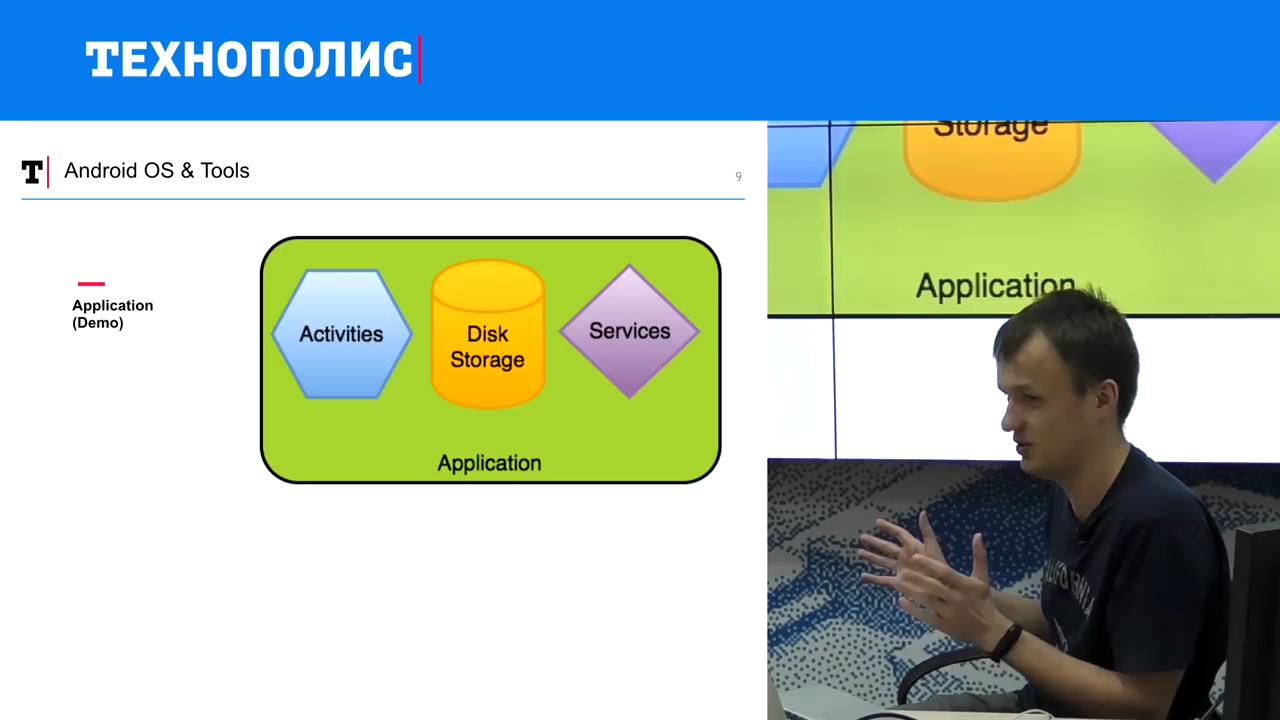 ТЕХНОПОЛИС
T
Android OS & Tools
9
Application
(Demo)
Activities
Disk
Storage
Services
Application
Storage
Application